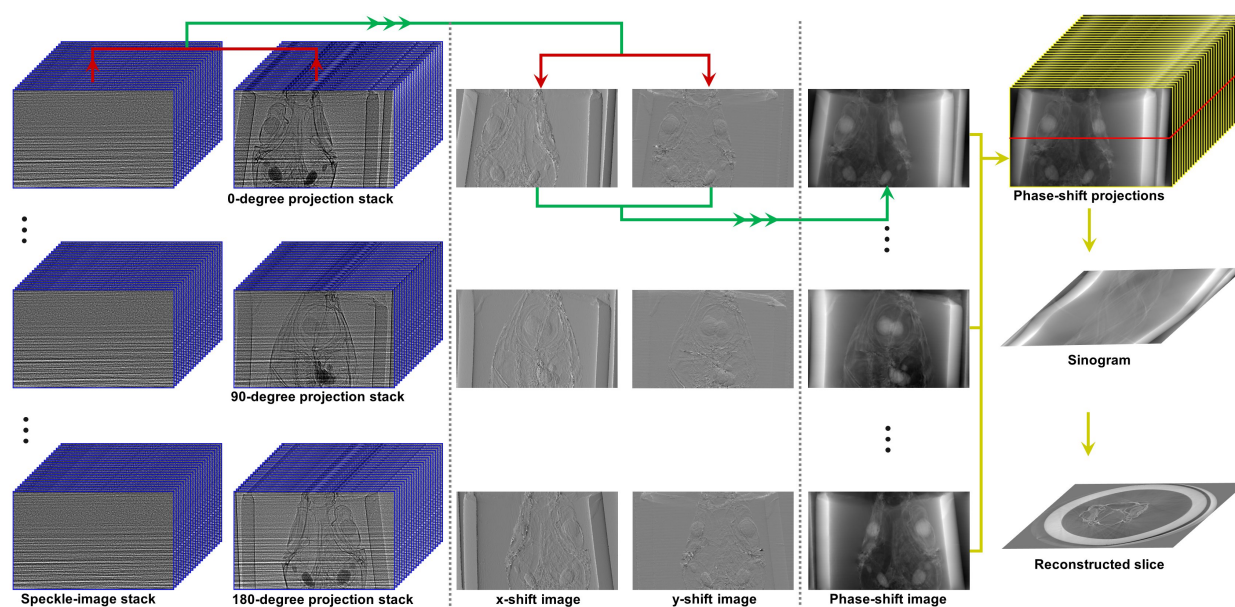 0-degree projection stack
Phase-shift projections
Sinogram
90-degree projection stack
Reconstructed slice
Speckle-image stack
180-degree projection stack
x-shift image
y-shift image
Phase-shift image